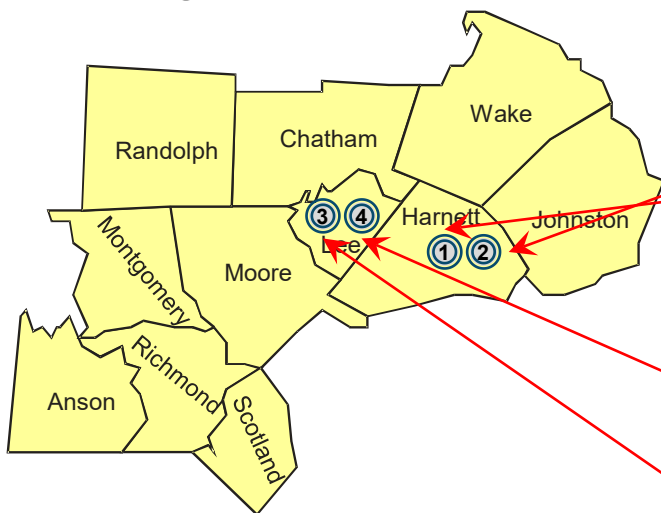 Wake
Chatham
Randolph
3
4
Harnett
Johnston
Lee
1
2
Moore
Montgomery
Richmond
Anson
Scotland